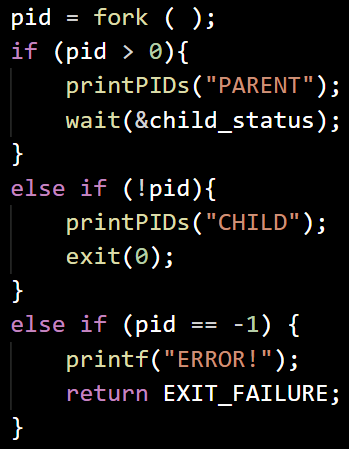 pid = fork ( );
if (pid > 0){
    printPIDs("PARENT");
    wait(&child_status);
}
else if (!pid){
    printPIDs("CHILD");
    exit(0);
}
else if (pid == -1) {
    printf("ERROR!");
    return EXIT_FAILURE;
}